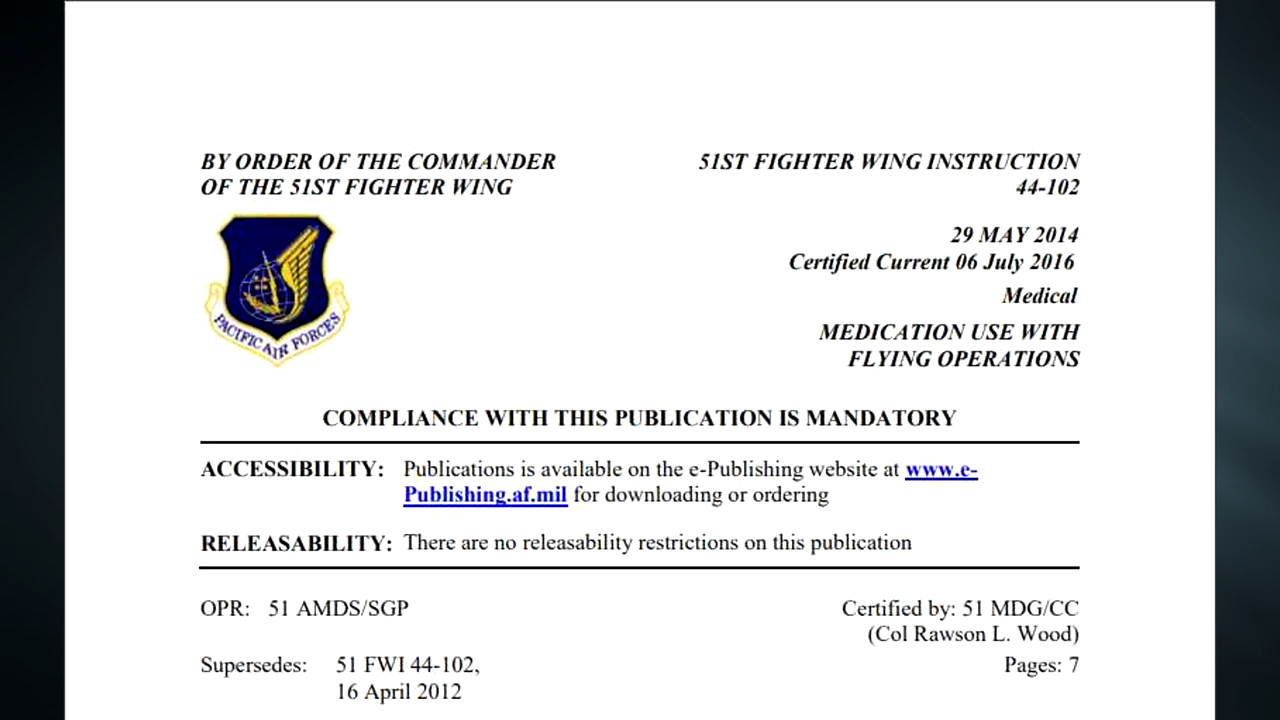 BY ORDER OF THE COMMANDER
OF THE 51ST FIGHTER WING
51ST FIGHTER WING INSTRUCTION
44-102
29 MAY 2014
Certified Current 06 July 2016
Medical
MEDICATION USE WITH
FLYING OPERATIONS
PACIFIC AIR FORCES
COMPLIANCE WITH THIS PUBLICATION IS MANDATORY
ACCESSIBILITY: Publications is available on the e-Publishing website at www.e-
Publishing.af.mil for downloading or ordering
RELEASABILITY: There are no releasability restrictions on this publication
OPR: 51 AMDS/SGP
Certified by: 51 MDG/CC
(Col Rawson L. Wood)
Supersedes: 51 FWI 44-102,
16 April 2012
Pages: 7